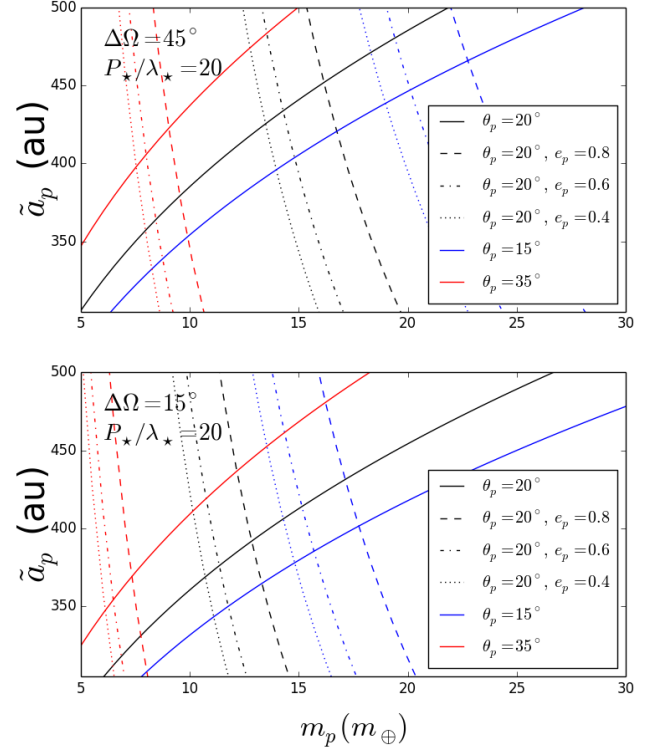 500
450
400
350
ã_p (au)
ΔΩ=45°
P⋆/λ⋆=20
θ_p=20°
θ_p=20°, e_p=0.8
θ_p=20°, e_p=0.6
θ_p=20°, e_p=0.4
θ_p=15°
θ_p=35°
5 10 15 20 25 30
500
450
400
350
ã_p (au)
ΔΩ=15°
P⋆/λ⋆=20
θ_p=20°
θ_p=20°, e_p=0.8
θ_p=20°, e_p=0.6
θ_p=20°, e_p=0.4
θ_p=15°
θ_p=35°
5 10 15 20 25 30
m_p(m_⊕)